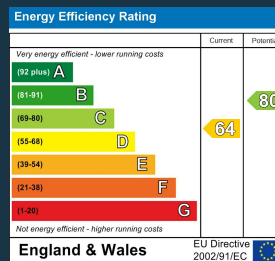 Energy Efficiency Rating
Current
Very energy efficient - lower running costs
(92 plus) A
(81-91) B
80
(69-80) C
64
(55-68) D
(39-54) E
(21-38) F
(1-20) G
Not energy efficient - higher running costs
England & Wales
EU Directive
2002/91/EC